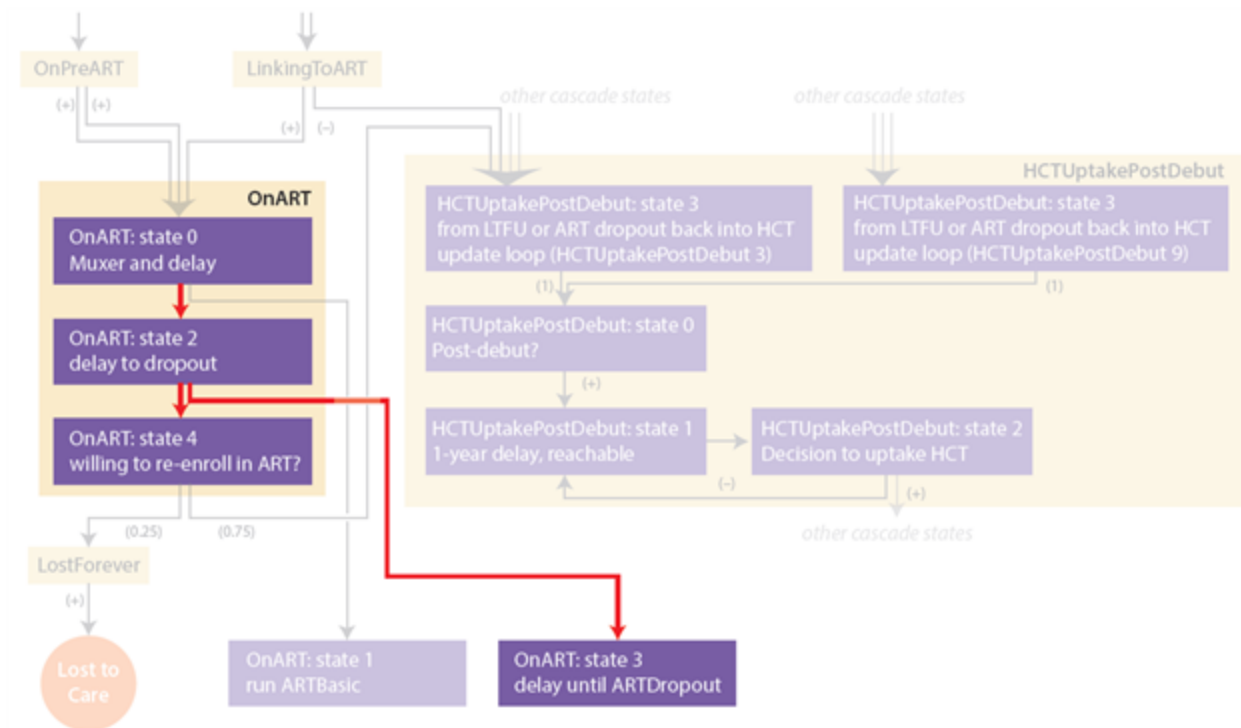 OnPreART
LinkingToART
(+) (+)
(+) (–)
other cascade states
other cascade states
OnART
OnART: state 0
Muxer and delay
OnART: state 2
delay to dropout
OnART: state 4
willing to re-enroll in ART?
(0.25)
(0.75)
LostForever
(+)
Lost to
Care
OnART: state 1
run ARTBasic
OnART: state 3
delay until ARTDropout
HCTUptakePostDebut
HCTUptakePostDebut: state 3
from LTFU or ART dropout back into HCT
update loop (HCTUptakePostDebut 3)
HCTUptakePostDebut: state 3
from LTFU or ART dropout back into HCT
update loop (HCTUptakePostDebut 9)
(1)
(1)
HCTUptakePostDebut: state 0
Post-debut?
(+)
HCTUptakePostDebut: state 1
1-year delay, reachable
HCTUptakePostDebut: state 2
Decision to uptake HCT
(–)
(+)
other cascade states